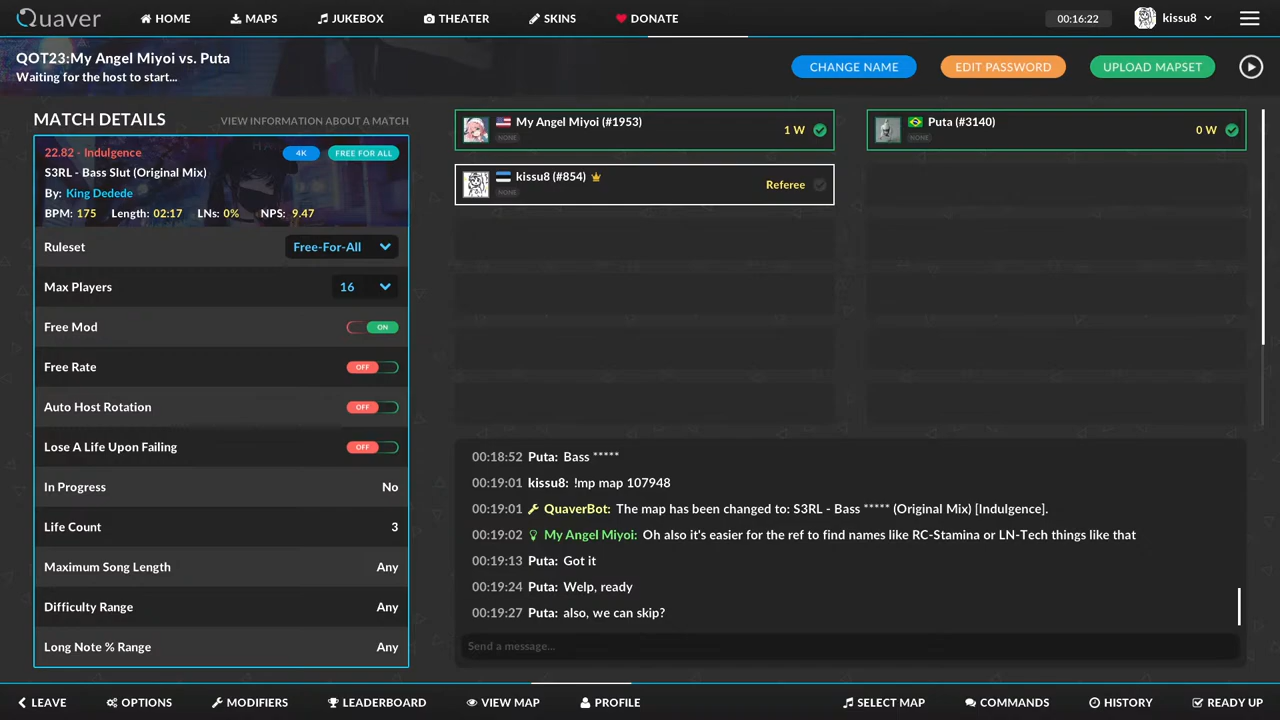 Quaver HOME MAPS JUKEBOX THEATER SKINS DONATE 00:16:22 kissu8
QOT23:My Angel Miyoi vs. Puta
Waiting for the host to start...
CHANGE NAME EDIT PASSWORD UPLOAD MAPSET
MATCH DETAILS VIEW INFORMATION ABOUT A MATCH
22.82 - Indulgence 4K FREE FOR ALL
S3RL - Bass Slut (Original Mix)
By: King Dedede
BPM: 175 Length: 02:17 LNs: 0% NPS: 9.47
Ruleset Free-For-All
Max Players 16
Free Mod ON
Free Rate OFF
Auto Host Rotation OFF
Lose A Life Upon Failing OFF
In Progress No
Life Count 3
Maximum Song Length Any
Difficulty Range Any
Long Note % Range Any
My Angel Miyoi (#1953) 1 W
NONE
Puta (#3140) 0 W
NONE
kissu8 (#854) Referee
NONE
00:18:52 Puta: Bass *****
00:19:01 kissu8: !mp map 107948
00:19:01 QuaverBot: The map has been changed to: S3RL - Bass ***** (Original Mix) [Indulgence].
00:19:02 My Angel Miyoi: Oh also it's easier for the ref to find names like RC-Stamina or LN-Tech things like that
00:19:13 Puta: Got it
00:19:24 Puta: Welp, ready
00:19:27 Puta: also, we can skip?
Send a message...
LEAVE OPTIONS MODIFIERS LEADERBOARD VIEW MAP PROFILE SELECT MAP COMMANDS HISTORY READY UP